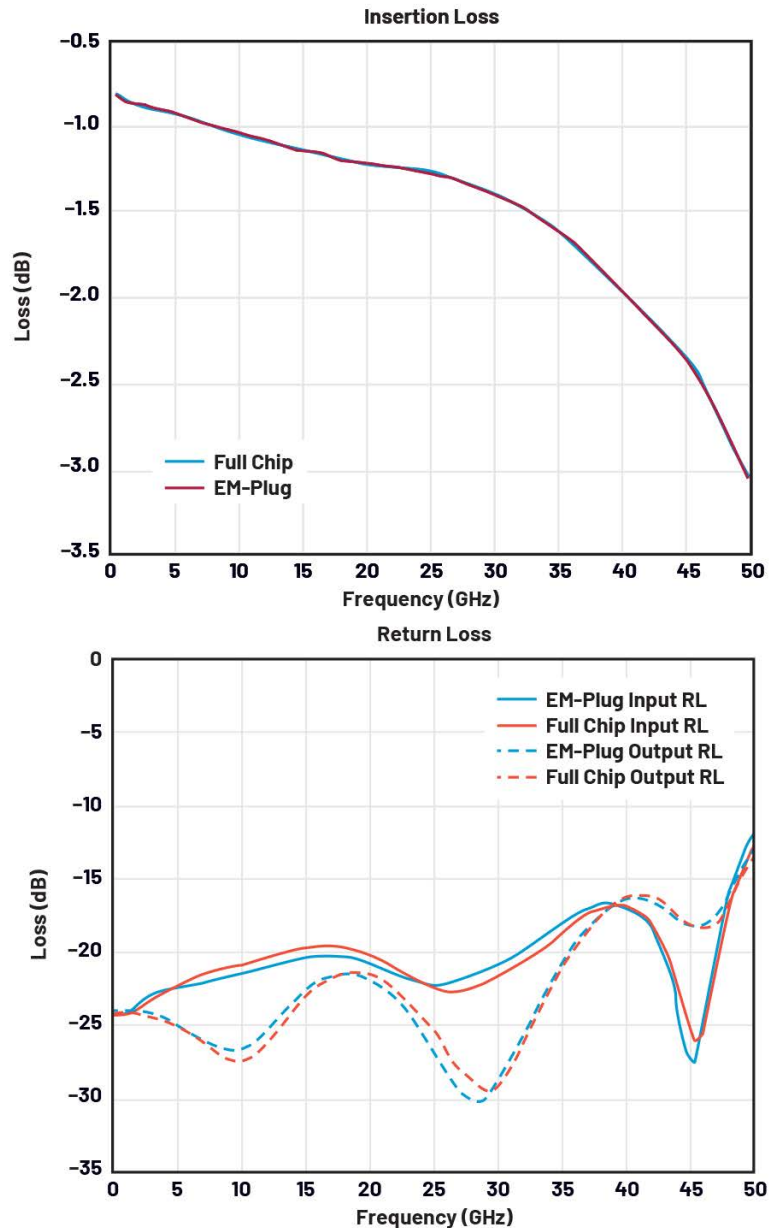 Insertion Loss
−0.5
−1.0
−1.5
−2.0
−2.5
−3.0
−3.5
Loss (dB)
Full Chip
EM-Plug
0 5 10 15 20 25 30 35 40 45 50
Frequency (GHz)
Return Loss
0
−5
−10
−15
−20
−25
−30
−35
Loss (dB)
EM-Plug Input RL
Full Chip Input RL
EM-Plug Output RL
Full Chip Output RL
0 5 10 15 20 25 30 35 40 45 50
Frequency (GHz)